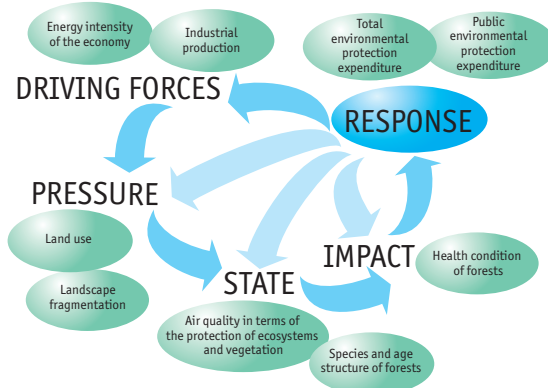 Energy intensity
of the economy
Industrial
production
Total
environmental
protection
expenditure
Public
environmental
protection
expenditure
DRIVING FORCES
RESPONSE
PRESSURE
Land use
Landscape
fragmentation
STATE
IMPACT
Health condition
of forests
Air quality in terms of
the protection of ecosystems
and vegetation
Species and age
structure of forests